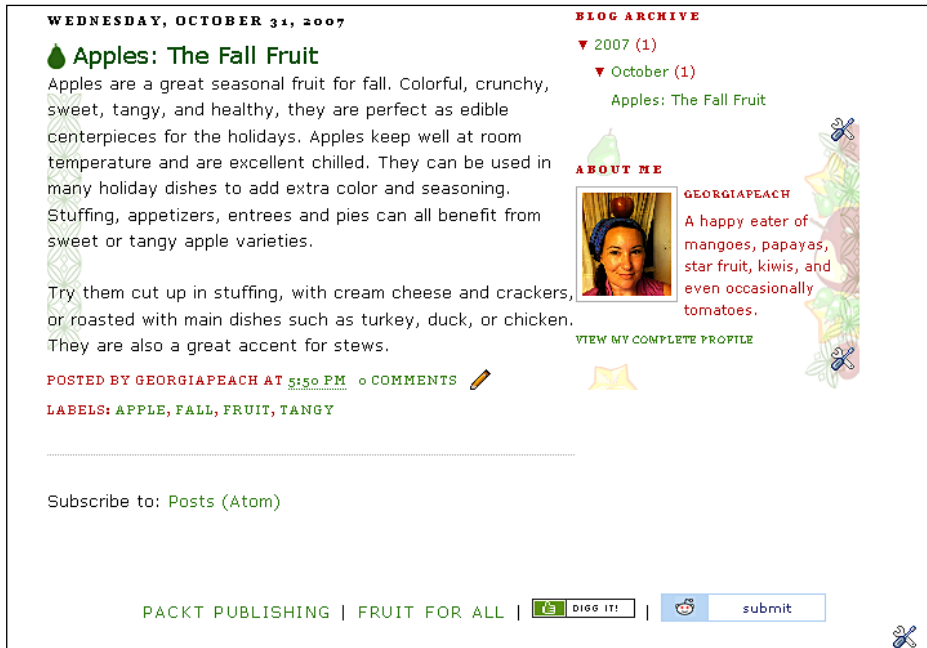 WEDNESDAY, OCTOBER 31, 2007
Apples: The Fall Fruit
Apples are a great seasonal fruit for fall. Colorful, crunchy,
sweet, tangy, and healthy, they are perfect as edible
centerpieces for the holidays. Apples keep well at room
temperature and are excellent chilled. They can be used in
many holiday dishes to add extra color and seasoning.
Stuffing, appetizers, entrees and pies can all benefit from
sweet or tangy apple varieties.
Try them cut up in stuffing, with cream cheese and crackers,
or roasted with main dishes such as turkey, duck, or chicken.
They are also a great accent for stews.
POSTED BY GEORGIAPEACH AT 5:50 PM 0 COMMENTS
LABELS: APPLE, FALL, FRUIT, TANGY
Subscribe to: Posts (Atom)
BLOG ARCHIVE
▼ 2007 (1)
▼ October (1)
Apples: The Fall Fruit
ABOUT ME
GEORGIAPEACH
A happy eater of
mangoes, papayas,
star fruit, kiwis, and
even occasionally
tomatoes.
VIEW MY COMPLETE PROFILE
PACKT PUBLISHING | FRUIT FOR ALL | DIGG IT! | submit